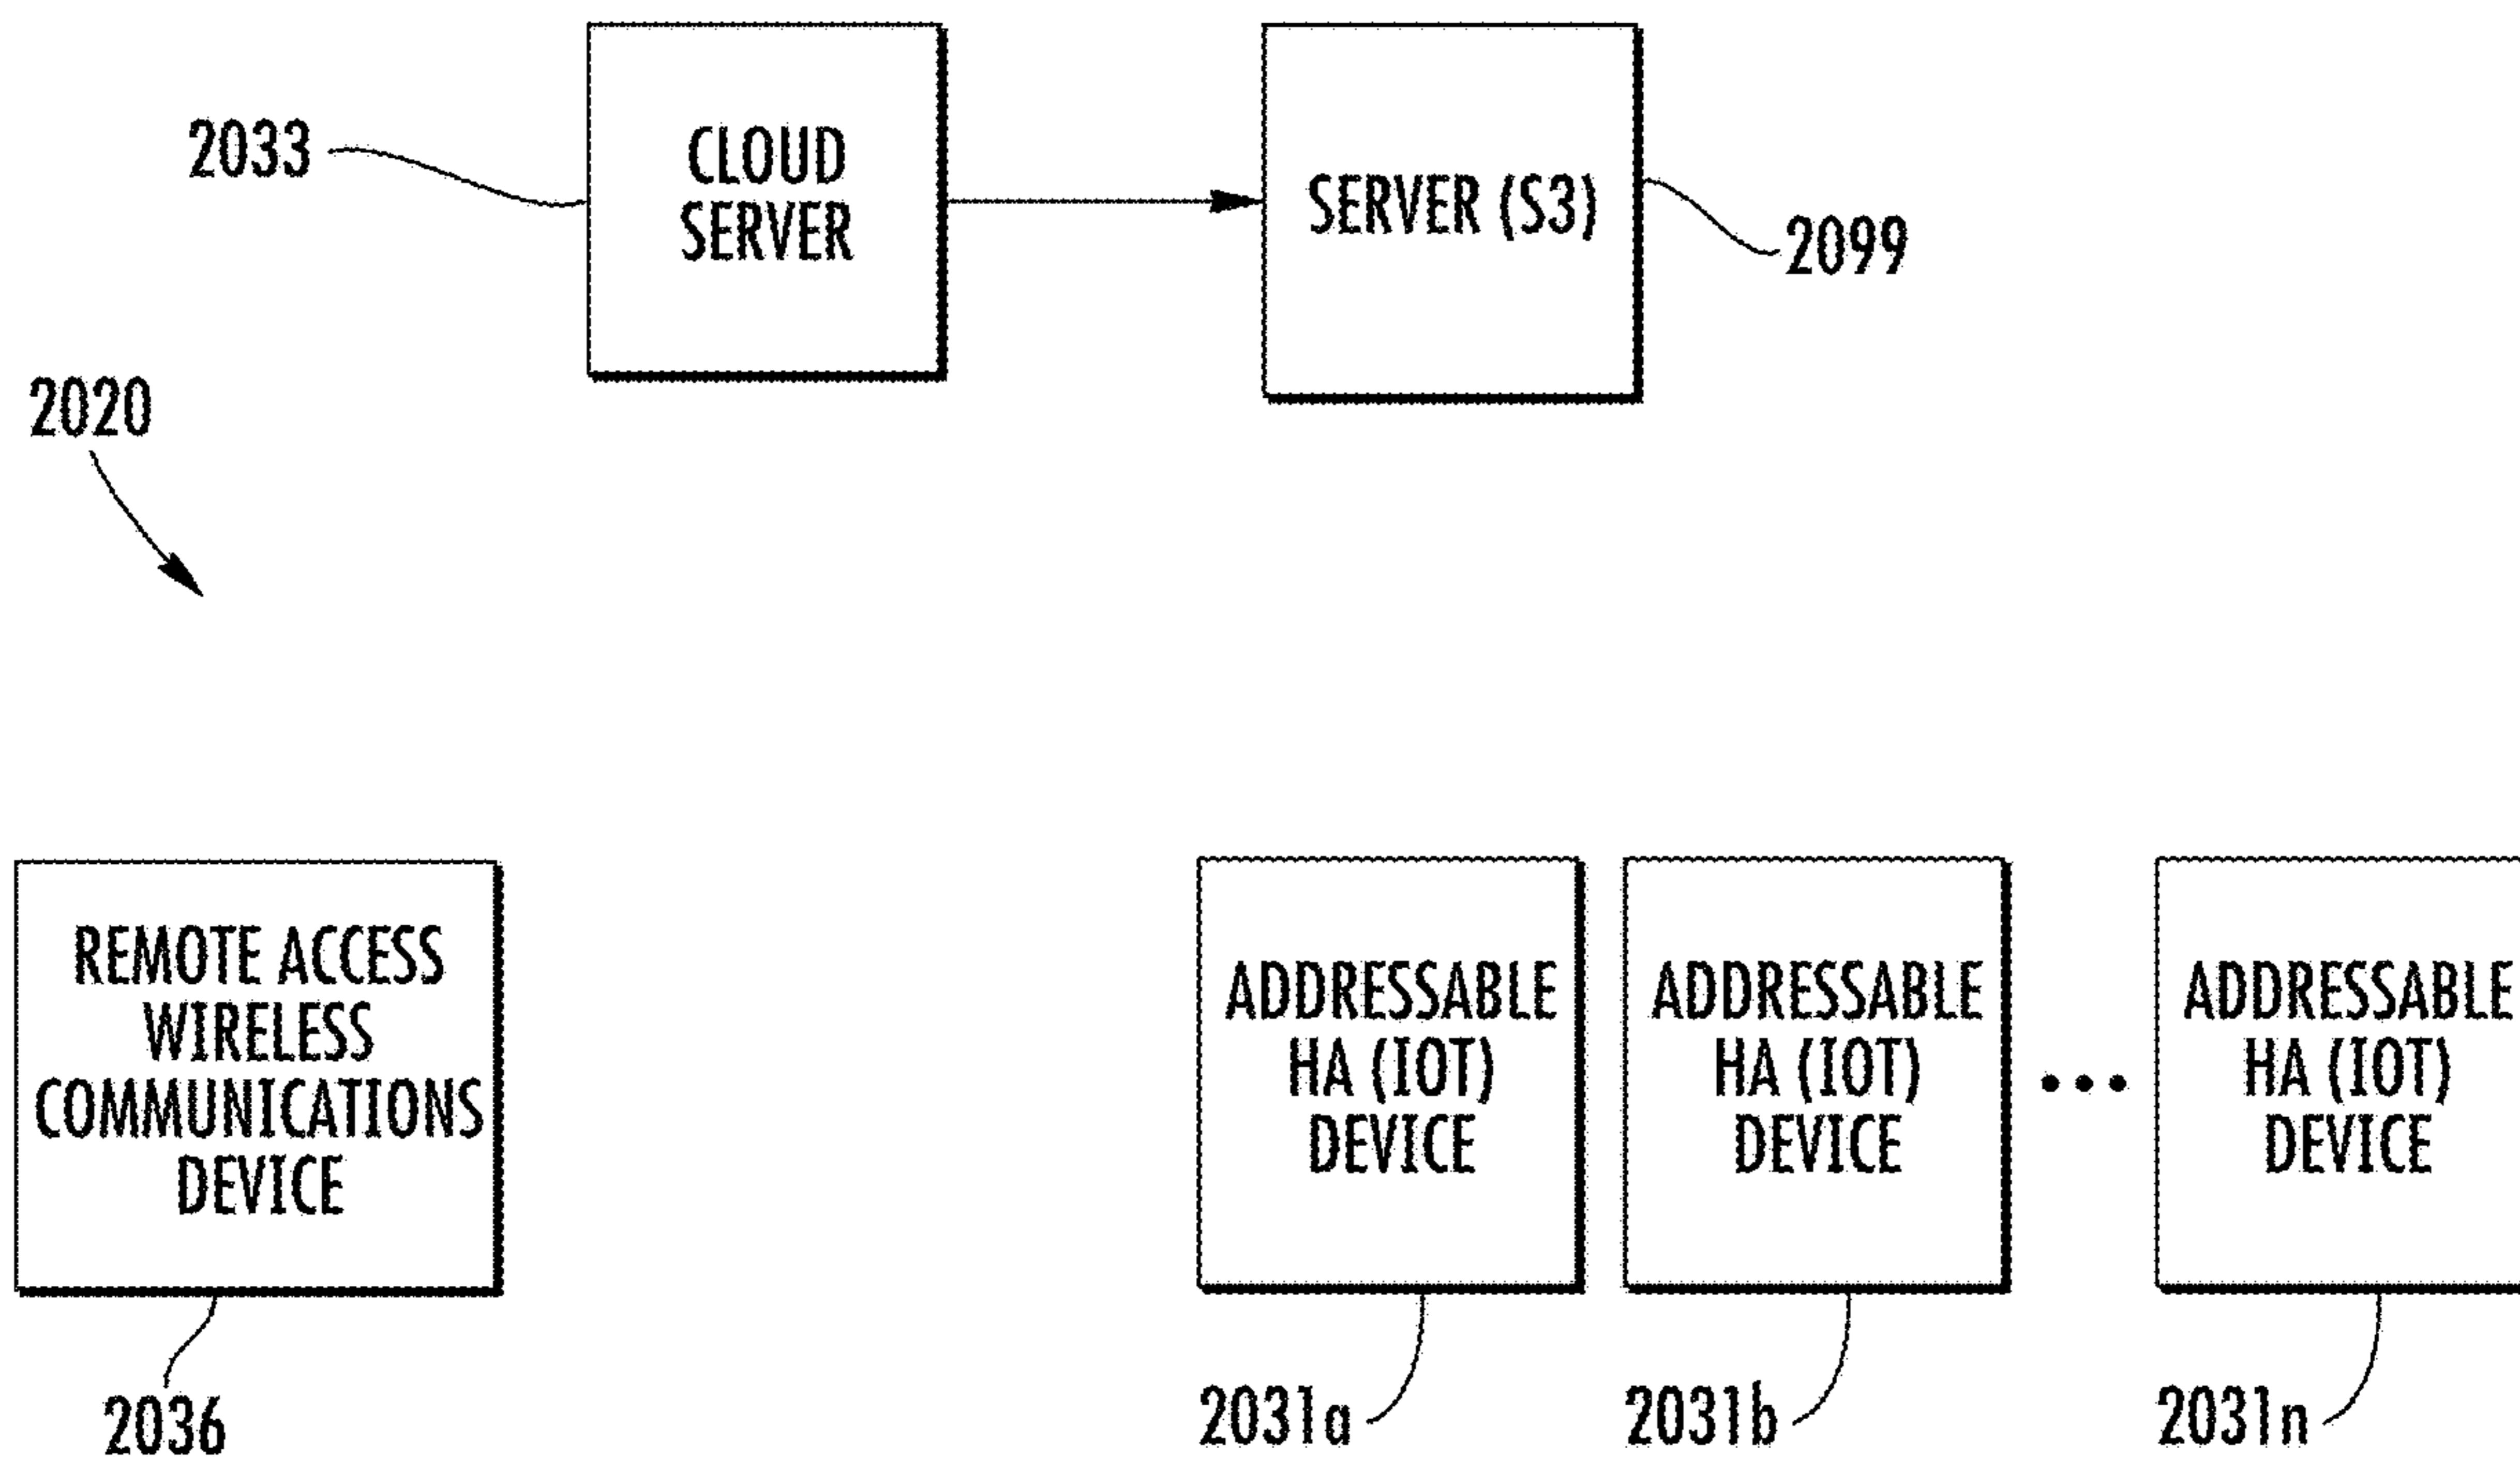 2033
CLOUD
SERVER
SERVER (S3)
2099
2020
REMOTE ACCESS
WIRELESS
COMMUNICATIONS
DEVICE
2036
ADDRESSABLE
HA (IOT)
DEVICE
2031a
ADDRESSABLE
HA (IOT)
DEVICE
2031b
•••
ADDRESSABLE
HA (IOT)
DEVICE
2031n